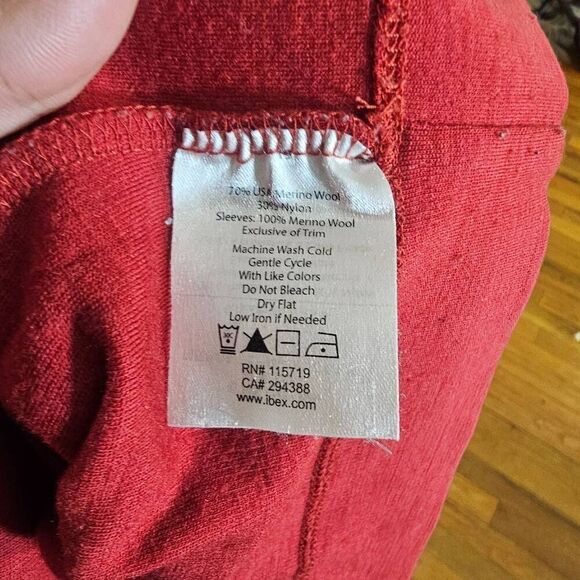 70% USA Merino Wool
30% Nylon
Sleeves: 100% Merino Wool
Exclusive of Trim
Machine Wash Cold
Gentle Cycle
With Like Colors
Do Not Bleach
Dry Flat
Low Iron if Needed
30C
RN# 115719
CA# 294388
www.ibex.com